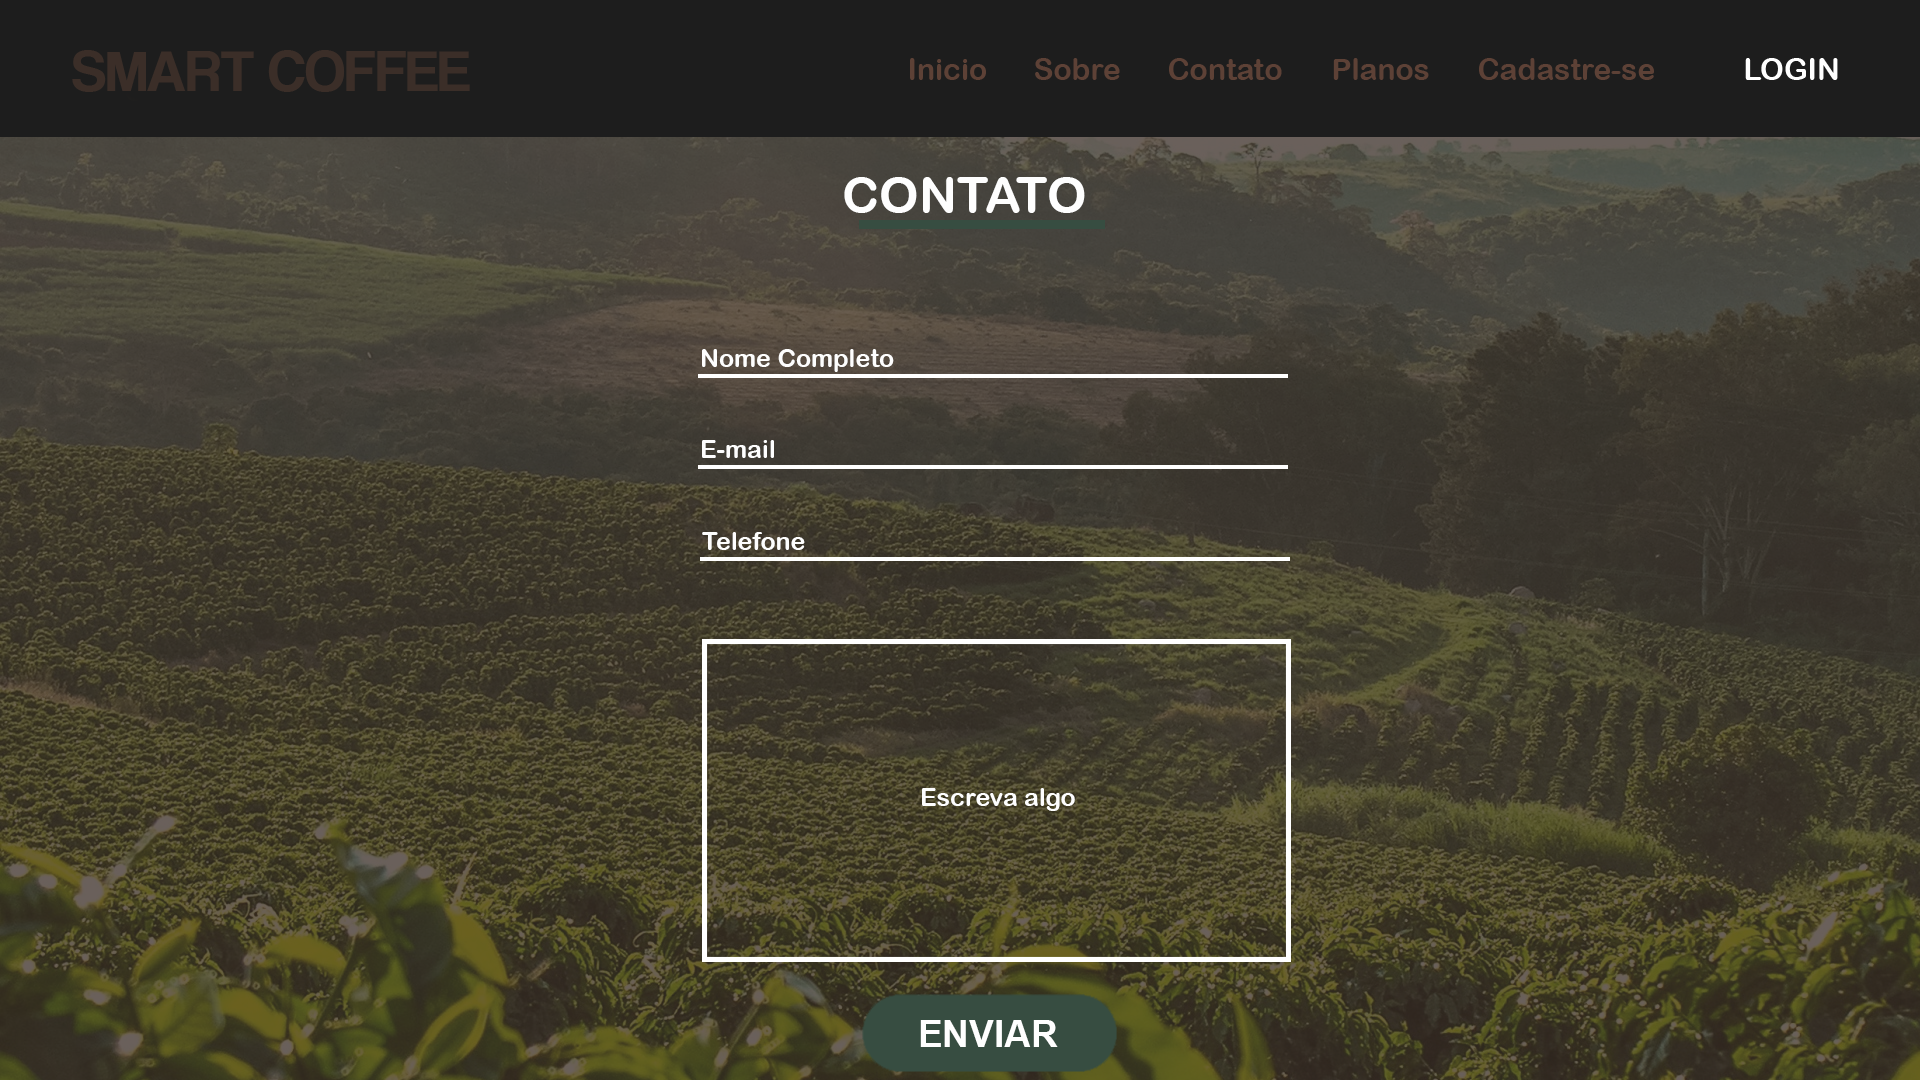 SMART COFFEE
Inicio Sobre Contato Planos Cadastre-se LOGIN
CONTATO
Nome Completo
E-mail
Telefone
Escreva algo
ENVIAR